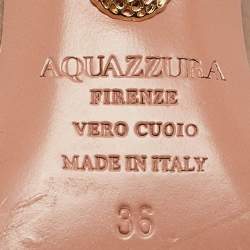 AQUAZZURA
FIRENZE
VERO CUOIO
MADE IN ITALY
36